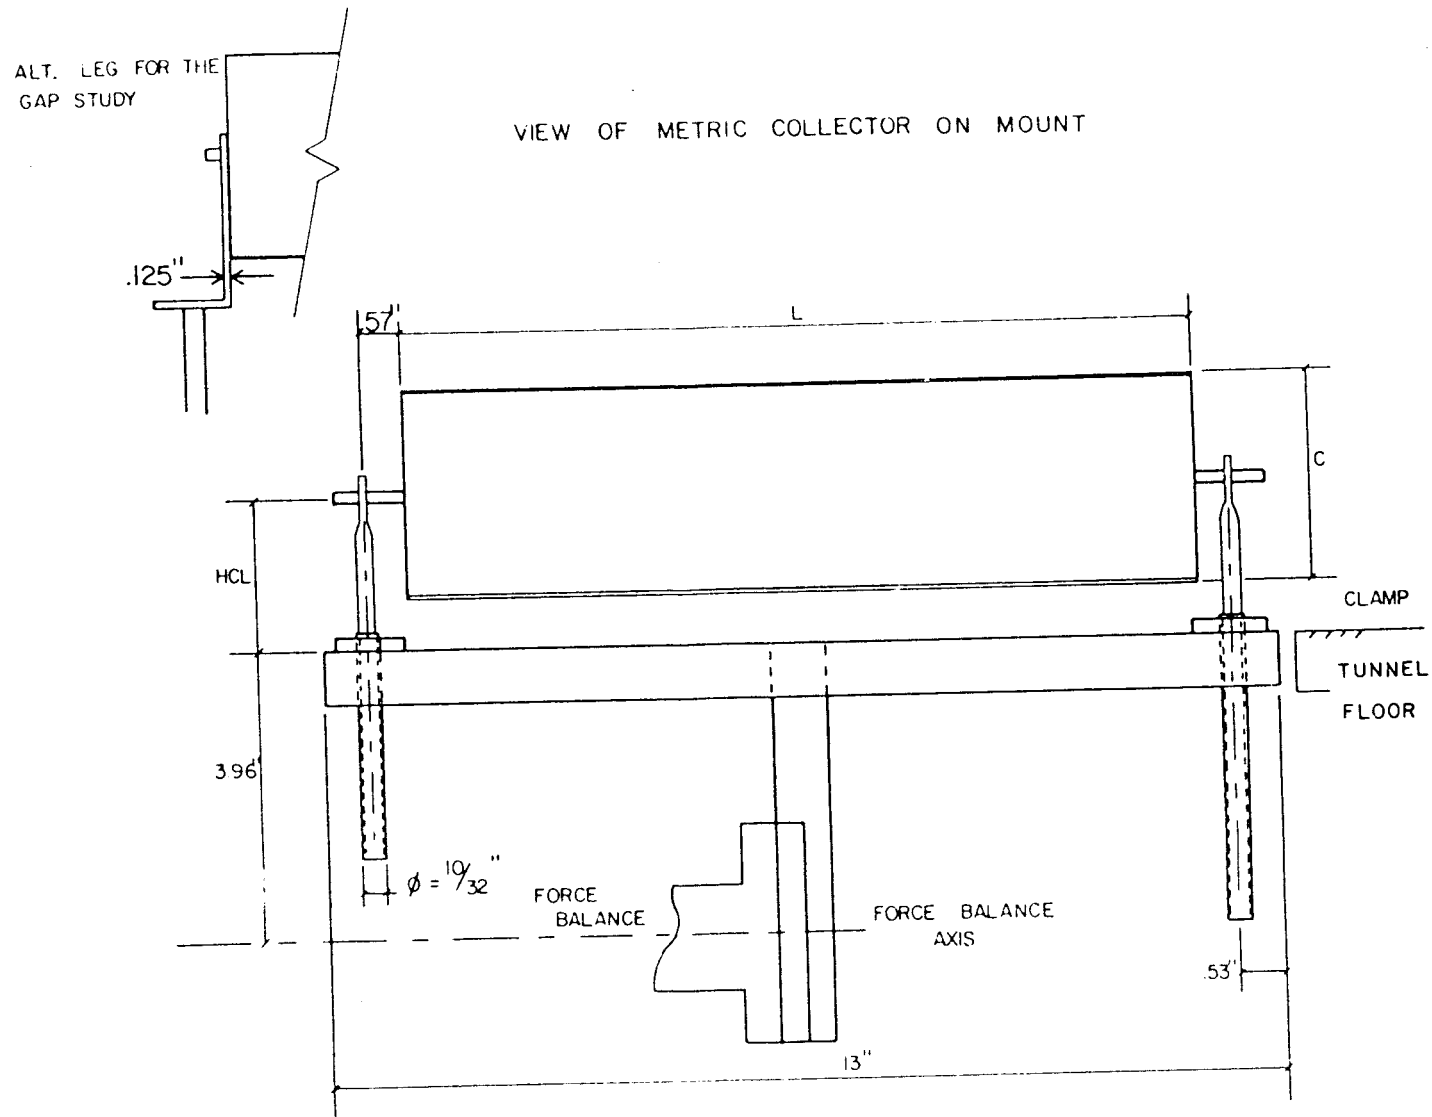 ALT. LEG FOR THE
GAP STUDY
VIEW OF METRIC COLLECTOR ON MOUNT
.125"
.57"
L
C
HCL
CLAMP
TUNNEL
FLOOR
3.96"
φ = 10/32"
FORCE
BALANCE
FORCE BALANCE
AXIS
.53"
13"